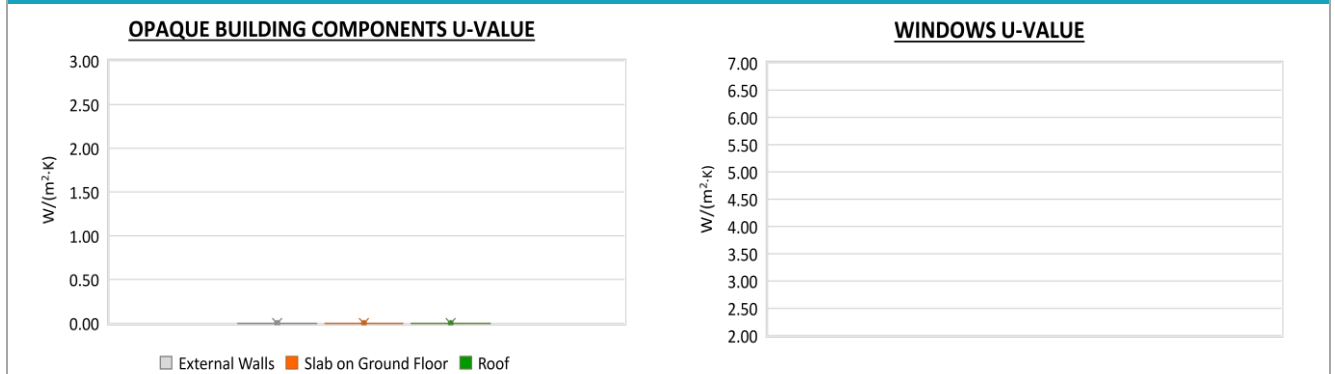 OPAQUE BUILDING COMPONENTS U-VALUE
3.00
2.50
2.00
1.50
1.00
0.50
0.00
W/(m²·K)
External Walls
Slab on Ground Floor
Roof
WINDOWS U-VALUE
7.00
6.50
6.00
5.50
5.00
4.50
4.00
3.50
3.00
2.50
2.00
W/(m²·K)